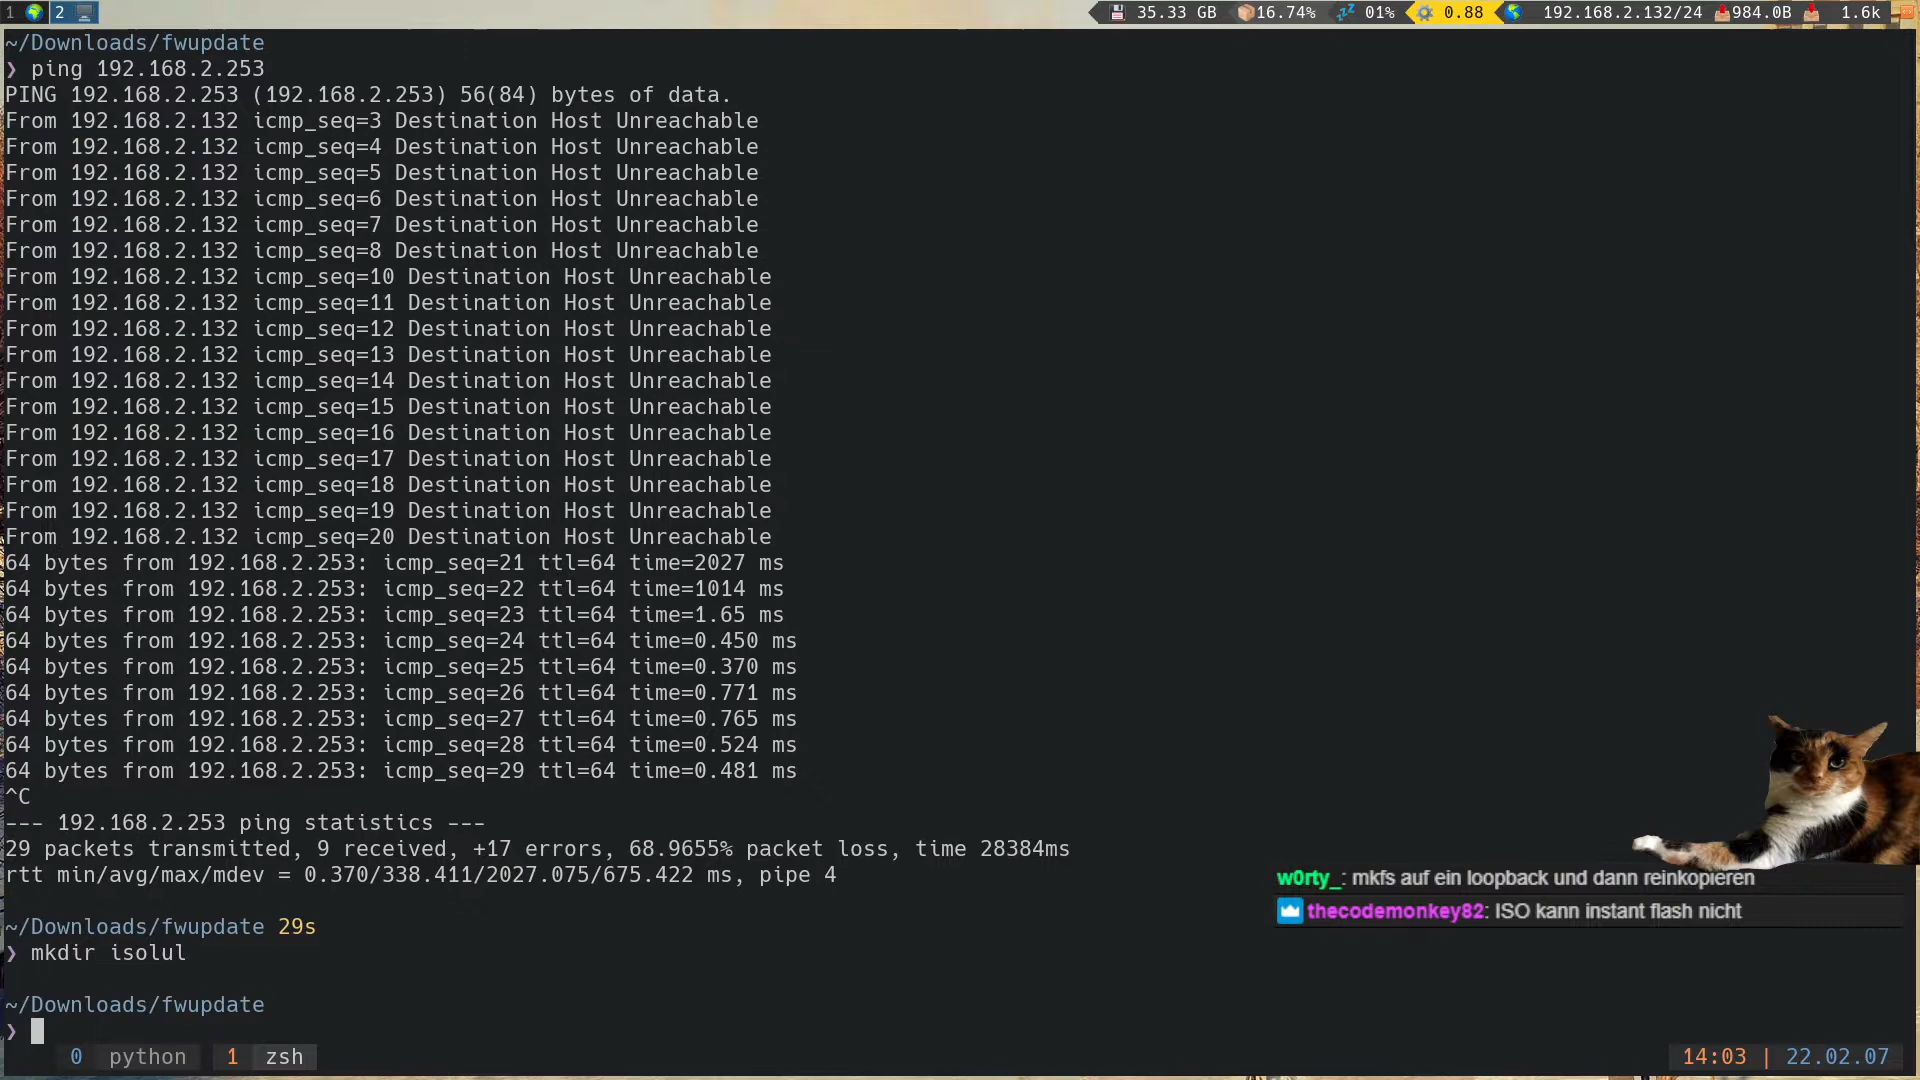 1 2 35.33 GB 16.74% 01% 0.88 192.168.2.132/24 984.0B 1.6k
~/Downloads/fwupdate
❯ ping 192.168.2.253
PING 192.168.2.253 (192.168.2.253) 56(84) bytes of data.
From 192.168.2.132 icmp_seq=3 Destination Host Unreachable
From 192.168.2.132 icmp_seq=4 Destination Host Unreachable
From 192.168.2.132 icmp_seq=5 Destination Host Unreachable
From 192.168.2.132 icmp_seq=6 Destination Host Unreachable
From 192.168.2.132 icmp_seq=7 Destination Host Unreachable
From 192.168.2.132 icmp_seq=8 Destination Host Unreachable
From 192.168.2.132 icmp_seq=10 Destination Host Unreachable
From 192.168.2.132 icmp_seq=11 Destination Host Unreachable
From 192.168.2.132 icmp_seq=12 Destination Host Unreachable
From 192.168.2.132 icmp_seq=13 Destination Host Unreachable
From 192.168.2.132 icmp_seq=14 Destination Host Unreachable
From 192.168.2.132 icmp_seq=15 Destination Host Unreachable
From 192.168.2.132 icmp_seq=16 Destination Host Unreachable
From 192.168.2.132 icmp_seq=17 Destination Host Unreachable
From 192.168.2.132 icmp_seq=18 Destination Host Unreachable
From 192.168.2.132 icmp_seq=19 Destination Host Unreachable
From 192.168.2.132 icmp_seq=20 Destination Host Unreachable
64 bytes from 192.168.2.253: icmp_seq=21 ttl=64 time=2027 ms
64 bytes from 192.168.2.253: icmp_seq=22 ttl=64 time=1014 ms
64 bytes from 192.168.2.253: icmp_seq=23 ttl=64 time=1.65 ms
64 bytes from 192.168.2.253: icmp_seq=24 ttl=64 time=0.450 ms
64 bytes from 192.168.2.253: icmp_seq=25 ttl=64 time=0.370 ms
64 bytes from 192.168.2.253: icmp_seq=26 ttl=64 time=0.771 ms
64 bytes from 192.168.2.253: icmp_seq=27 ttl=64 time=0.765 ms
64 bytes from 192.168.2.253: icmp_seq=28 ttl=64 time=0.524 ms
64 bytes from 192.168.2.253: icmp_seq=29 ttl=64 time=0.481 ms
^C
--- 192.168.2.253 ping statistics ---
29 packets transmitted, 9 received, +17 errors, 68.9655% packet loss, time 28384ms
rtt min/avg/max/mdev = 0.370/338.411/2027.075/675.422 ms, pipe 4
w0rty_: mkfs auf ein loopback und dann reinkopieren
thecodemonkey82: ISO kann instant flash nicht
~/Downloads/fwupdate 29s
❯ mkdir isolul
~/Downloads/fwupdate
❯
0 python 1 zsh 14:03 | 22.02.07